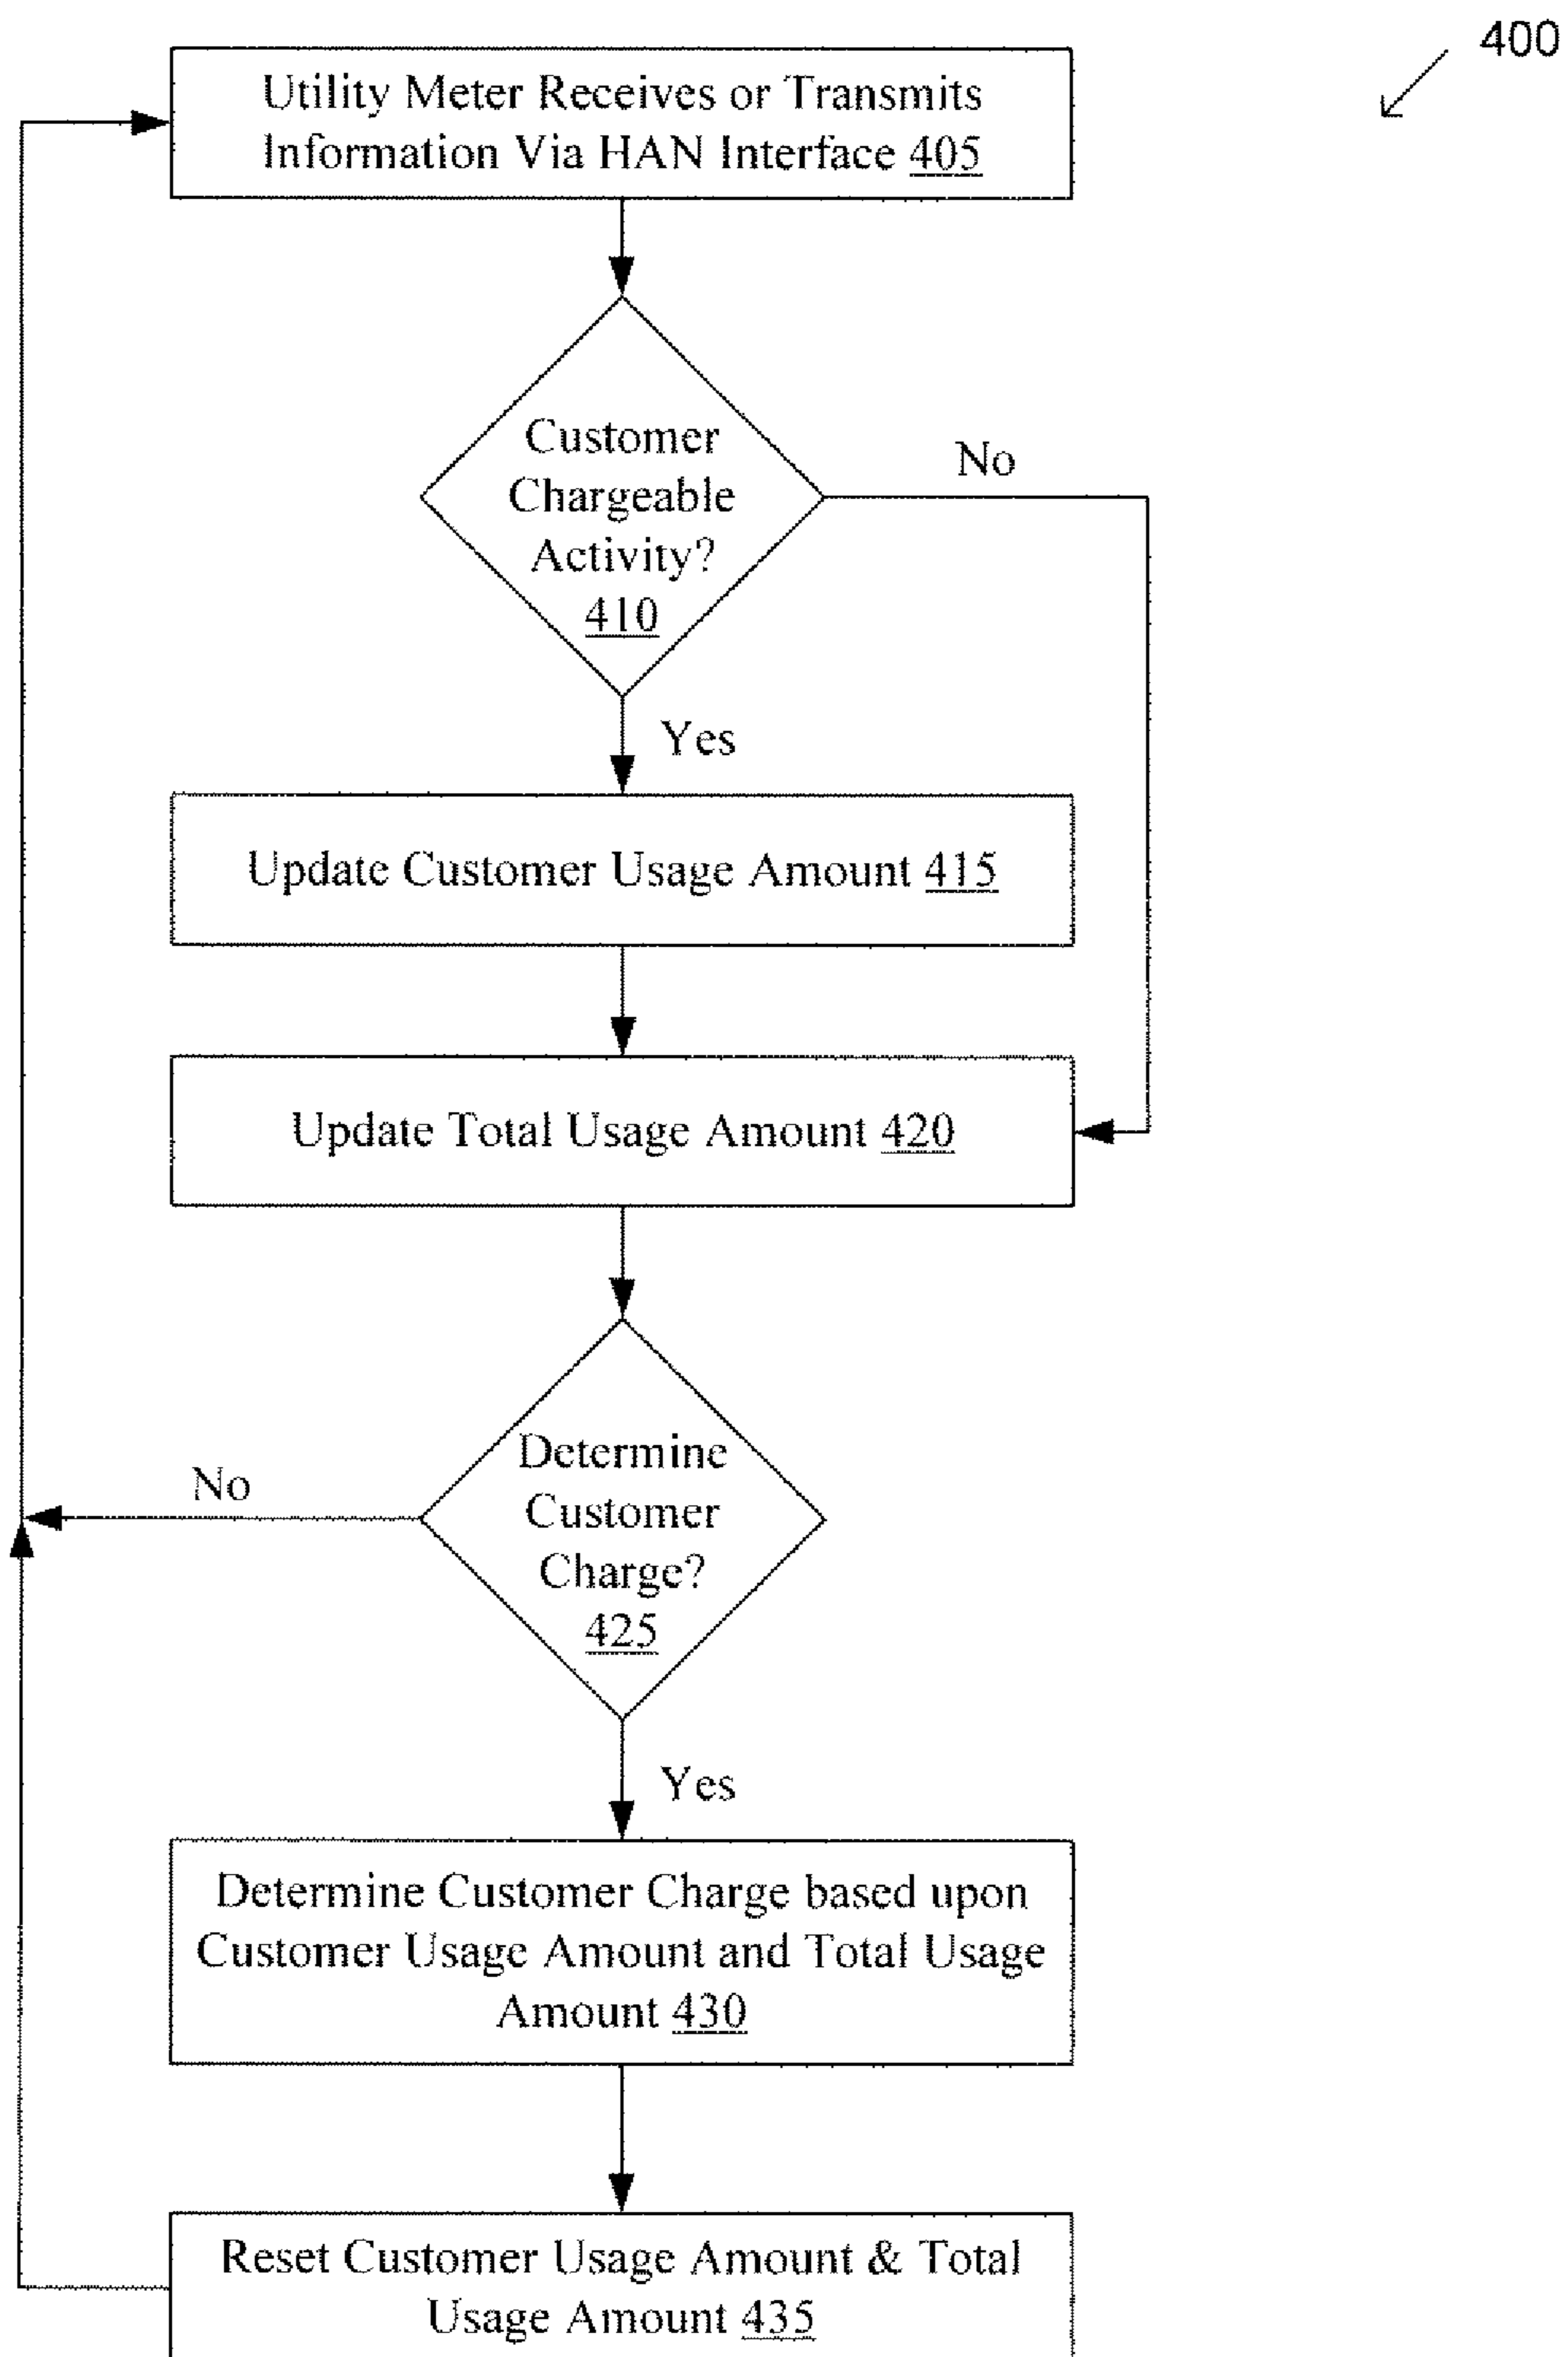 400
Utility Meter Receives or Transmits
Information Via HAN Interface 405
Customer
Chargeable
Activity?
410
No
Yes
Update Customer Usage Amount 415
Update Total Usage Amount 420
Determine
Customer
Charge?
425
No
Yes
Determine Customer Charge based upon
Customer Usage Amount and Total Usage
Amount 430
Reset Customer Usage Amount & Total
Usage Amount 435